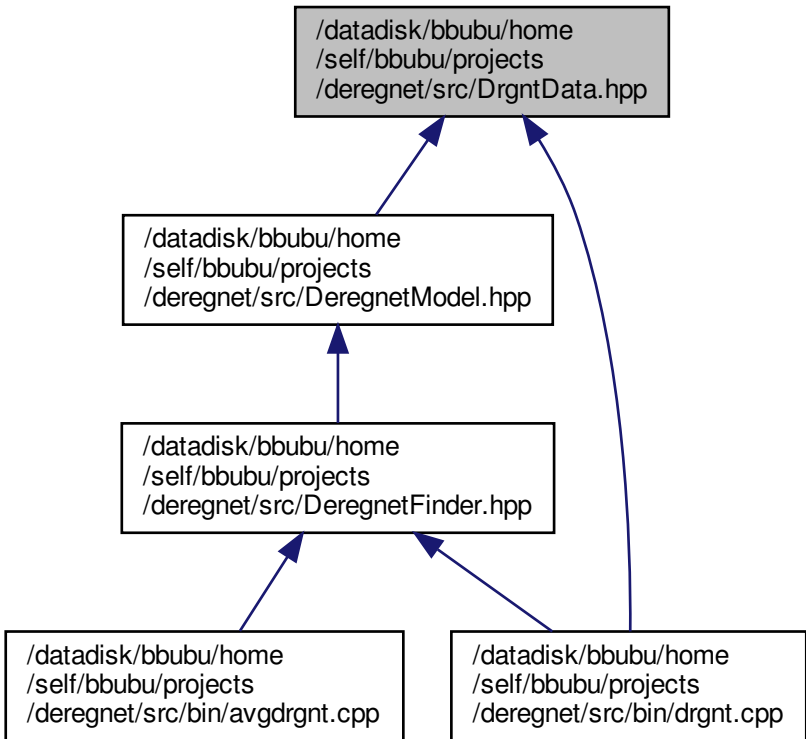 /datadisk/bbubu/home
/self/bbubu/projects
/deregnet/src/DrgntData.hpp
/datadisk/bbubu/home
/self/bbubu/projects
/deregnet/src/DeregnetModel.hpp
/datadisk/bbubu/home
/self/bbubu/projects
/deregnet/src/DeregnetFinder.hpp
/datadisk/bbubu/home
/self/bbubu/projects
/deregnet/src/bin/avgdrgnt.cpp
/datadisk/bbubu/home
/self/bbubu/projects
/deregnet/src/bin/drgnt.cpp